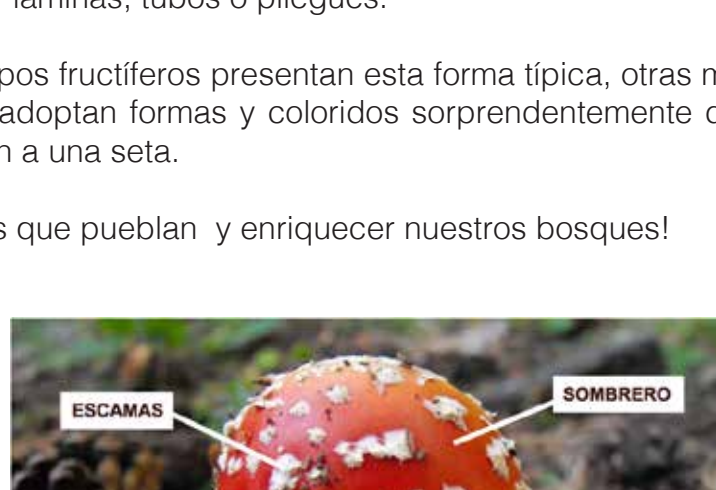 láminas, tubos o pliegues.
pos fructíferos presentan esta forma típica, otras m
adoptan formas y coloridos sorprendentemente
n a una seta.
s que pueblan y enriquecer nuestros bosques!
ESCAMAS
SOMBRERO